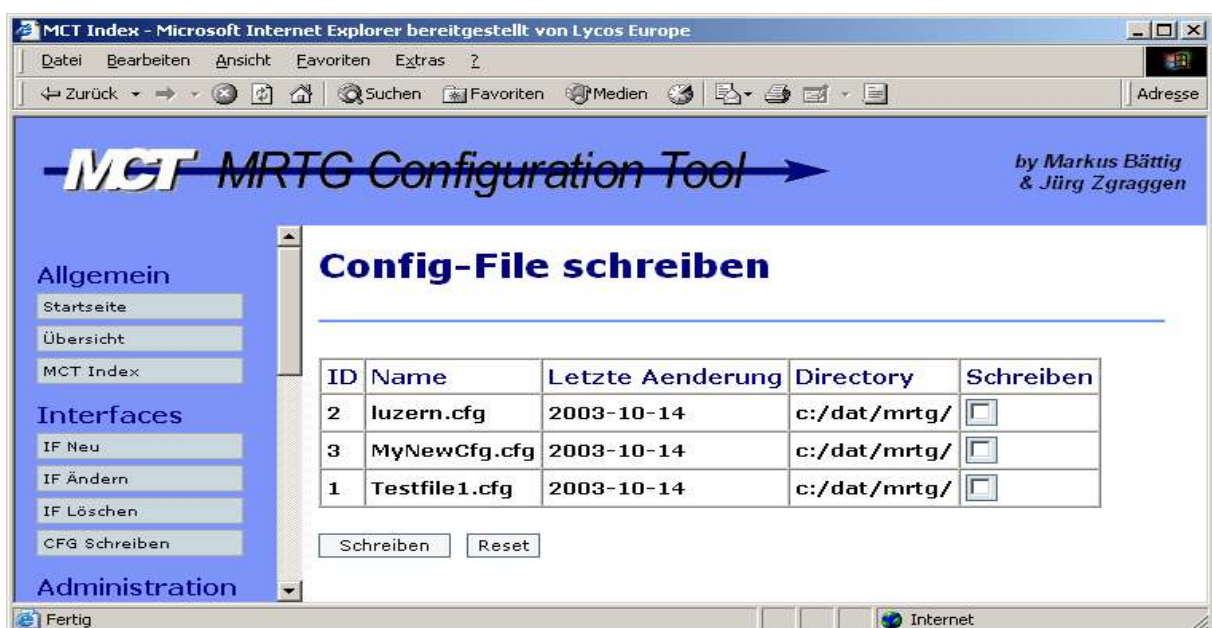 MCT Index - Microsoft Internet Explorer bereitgestellt von Lycos Europe
Datei Bearbeiten Ansicht Favoriten Extras ?
Zurück Suchen Favoriten Medien Adresse
MCT MRTG Configuration Tool
by Markus Bättig
& Jürg Zgraggen
Allgemein
Startseite
Übersicht
MCT Index
Interfaces
IF Neu
IF Ändern
IF Löschen
CFG Schreiben
Administration
Config-File schreiben
ID Name Letzte Aenderung Directory Schreiben
2 luzern.cfg 2003-10-14 c:/dat/mrtg/
3 MyNewCfg.cfg 2003-10-14 c:/dat/mrtg/
1 Testfile1.cfg 2003-10-14 c:/dat/mrtg/
Schreiben Reset
Fertig Internet